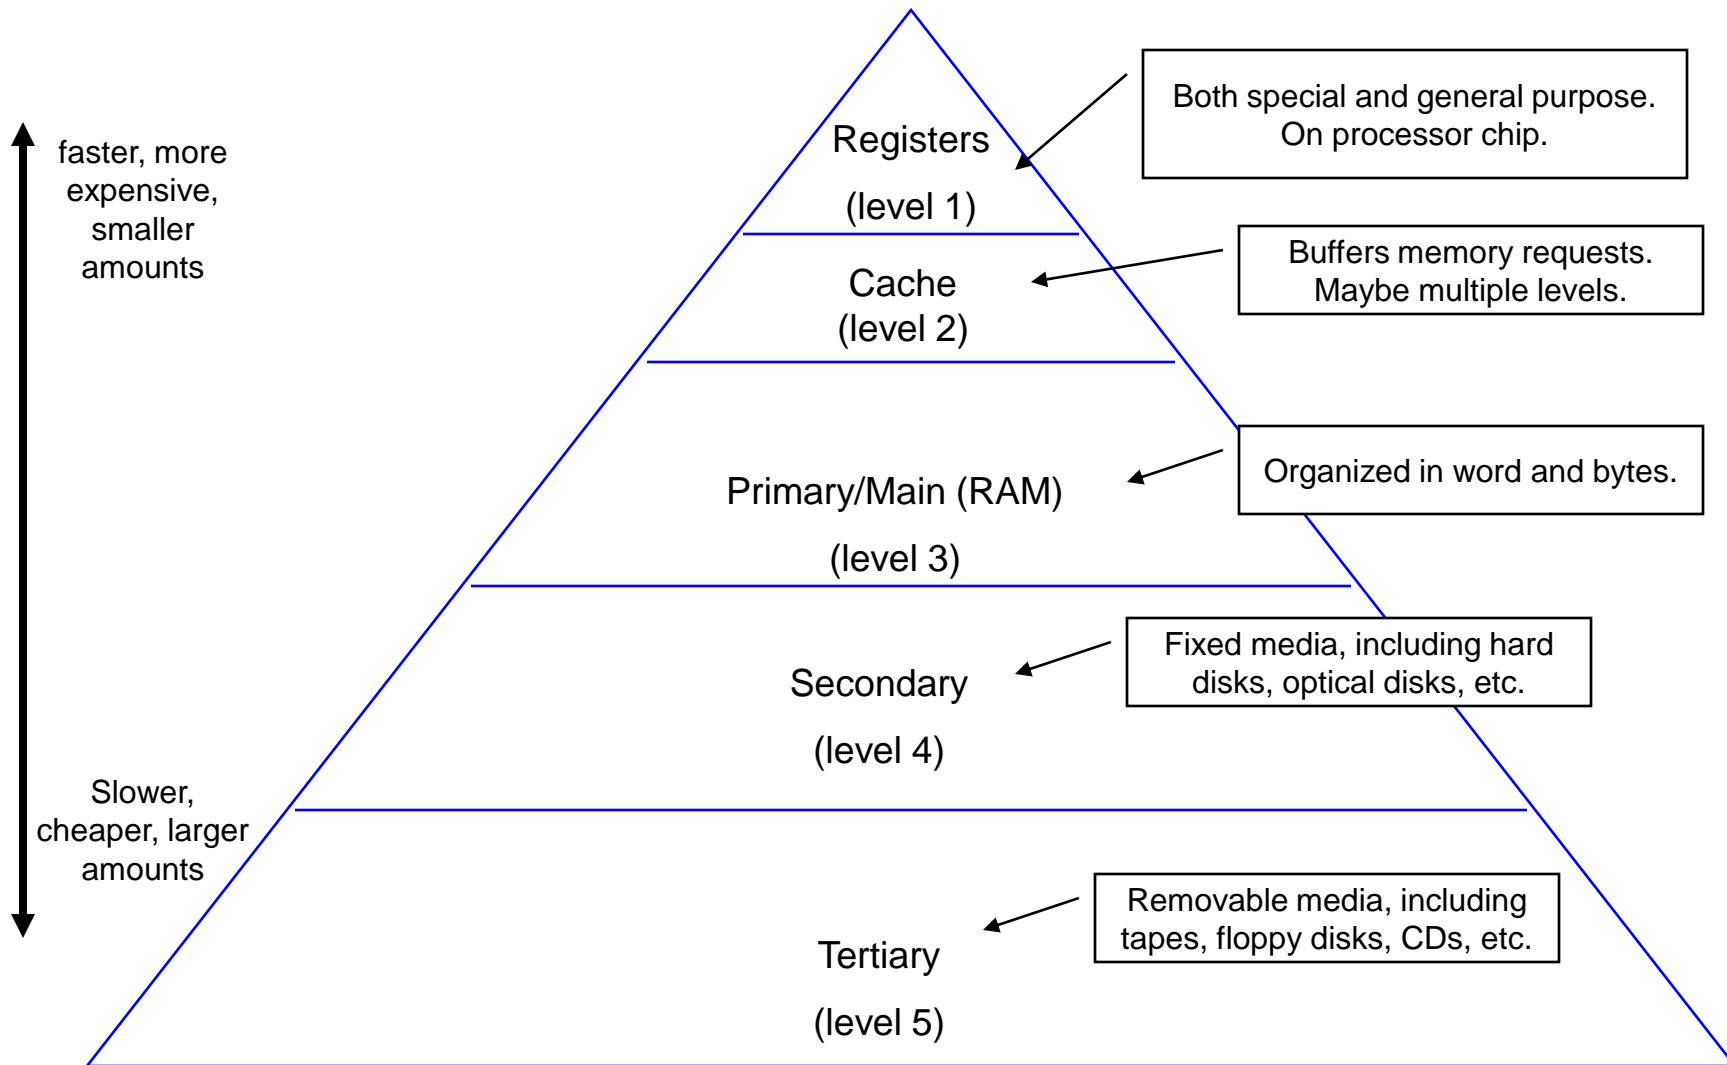 Both special and general purpose.
On processor chip.
Registers
(level 1)
faster, more
expensive,
smaller
amounts
Buffers memory requests.
Maybe multiple levels.
Cache
(level 2)
Organized in word and bytes.
Primary/Main (RAM)
(level 3)
Fixed media, including hard
disks, optical disks, etc.
Secondary
(level 4)
Slower,
cheaper, larger
amounts
Removable media, including
tapes, floppy disks, CDs, etc.
Tertiary
(level 5)